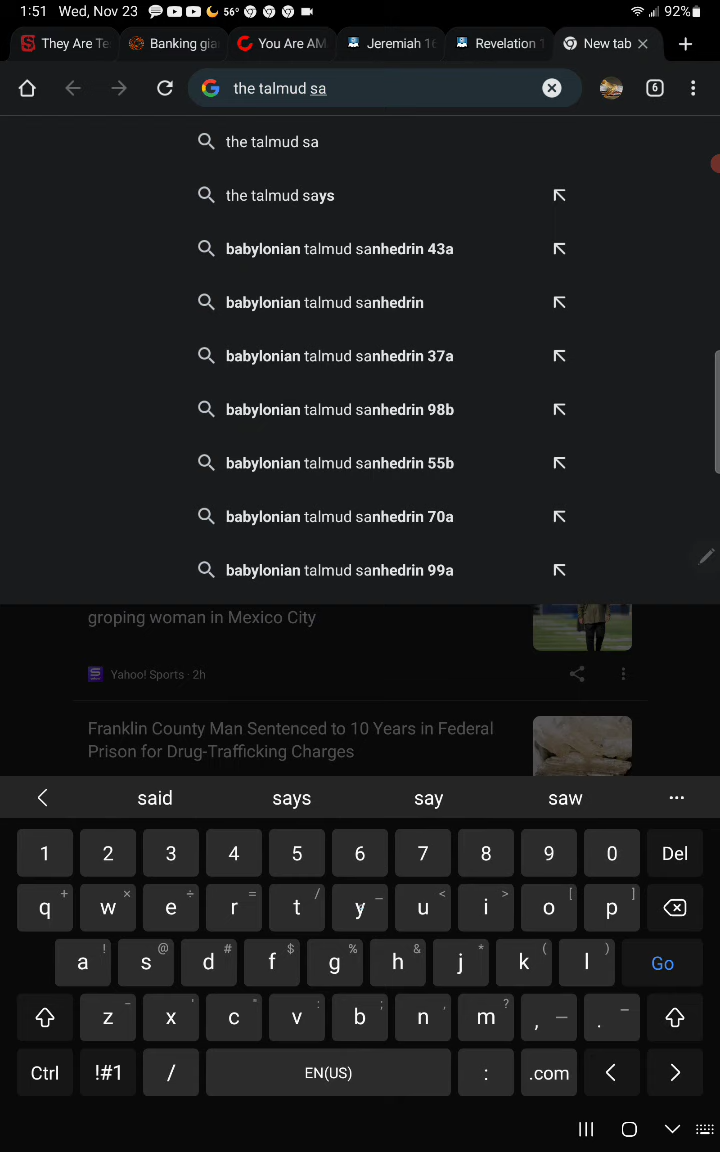 1:51 Wed, Nov 23 56° 92%
They Are Te Banking gia You Are AM Jeremiah 16 Revelation 1 New tab
the talmud sa 6
the talmud sa
the talmud says
babylonian talmud sanhedrin 43a
babylonian talmud sanhedrin
babylonian talmud sanhedrin 37a
babylonian talmud sanhedrin 98b
babylonian talmud sanhedrin 55b
babylonian talmud sanhedrin 70a
babylonian talmud sanhedrin 99a
groping woman in Mexico City
Yahoo! Sports · 2h
Franklin County Man Sentenced to 10 Years in Federal
Prison for Drug-Trafficking Charges
said says say saw ...
1 2 3 4 5 6 7 8 9 0 Del
q + w × e ÷ r = t / y _ u < i > o [ p ]
a ! s @ d # f $ g % h & j * k ( l ) Go
z - x ' c " v : b ; n , m ? , — . –
Ctrl !#1 / EN(US) : .com < >